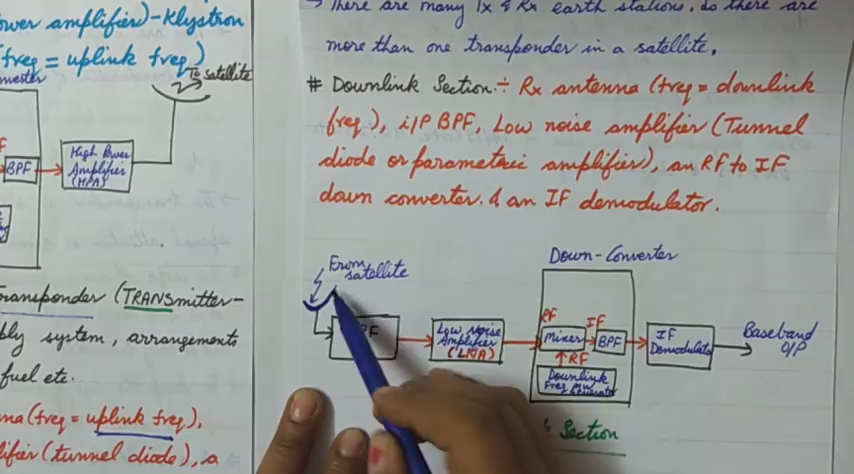 ower amplifier)-Klystron
(freq = uplink freq)
To satellite
BPF
High Power
Amplifier
(HPA)
ransponder (TRANSmitter-
bly system, arrangements
fuel etc.
na (freq = uplink freq),
lifier (tunnel diode), a
→ There are many Tx & Rx earth stations. So there are
more than one transponder in a satellite.
# Downlink Section ÷ Rx antenna (freq = downlink
freq.), i/P BPF, Low noise amplifier (Tunnel
diode or parametric amplifier), an RF to IF
down converter. & an IF demodulator.
From
satellite
Down-Converter
PF
Low Noise
Amplifier
(LNA)
RF
Mixer
IF
BPF
RF
Downlink
IF
Demodulato
Baseband
O/P
Section